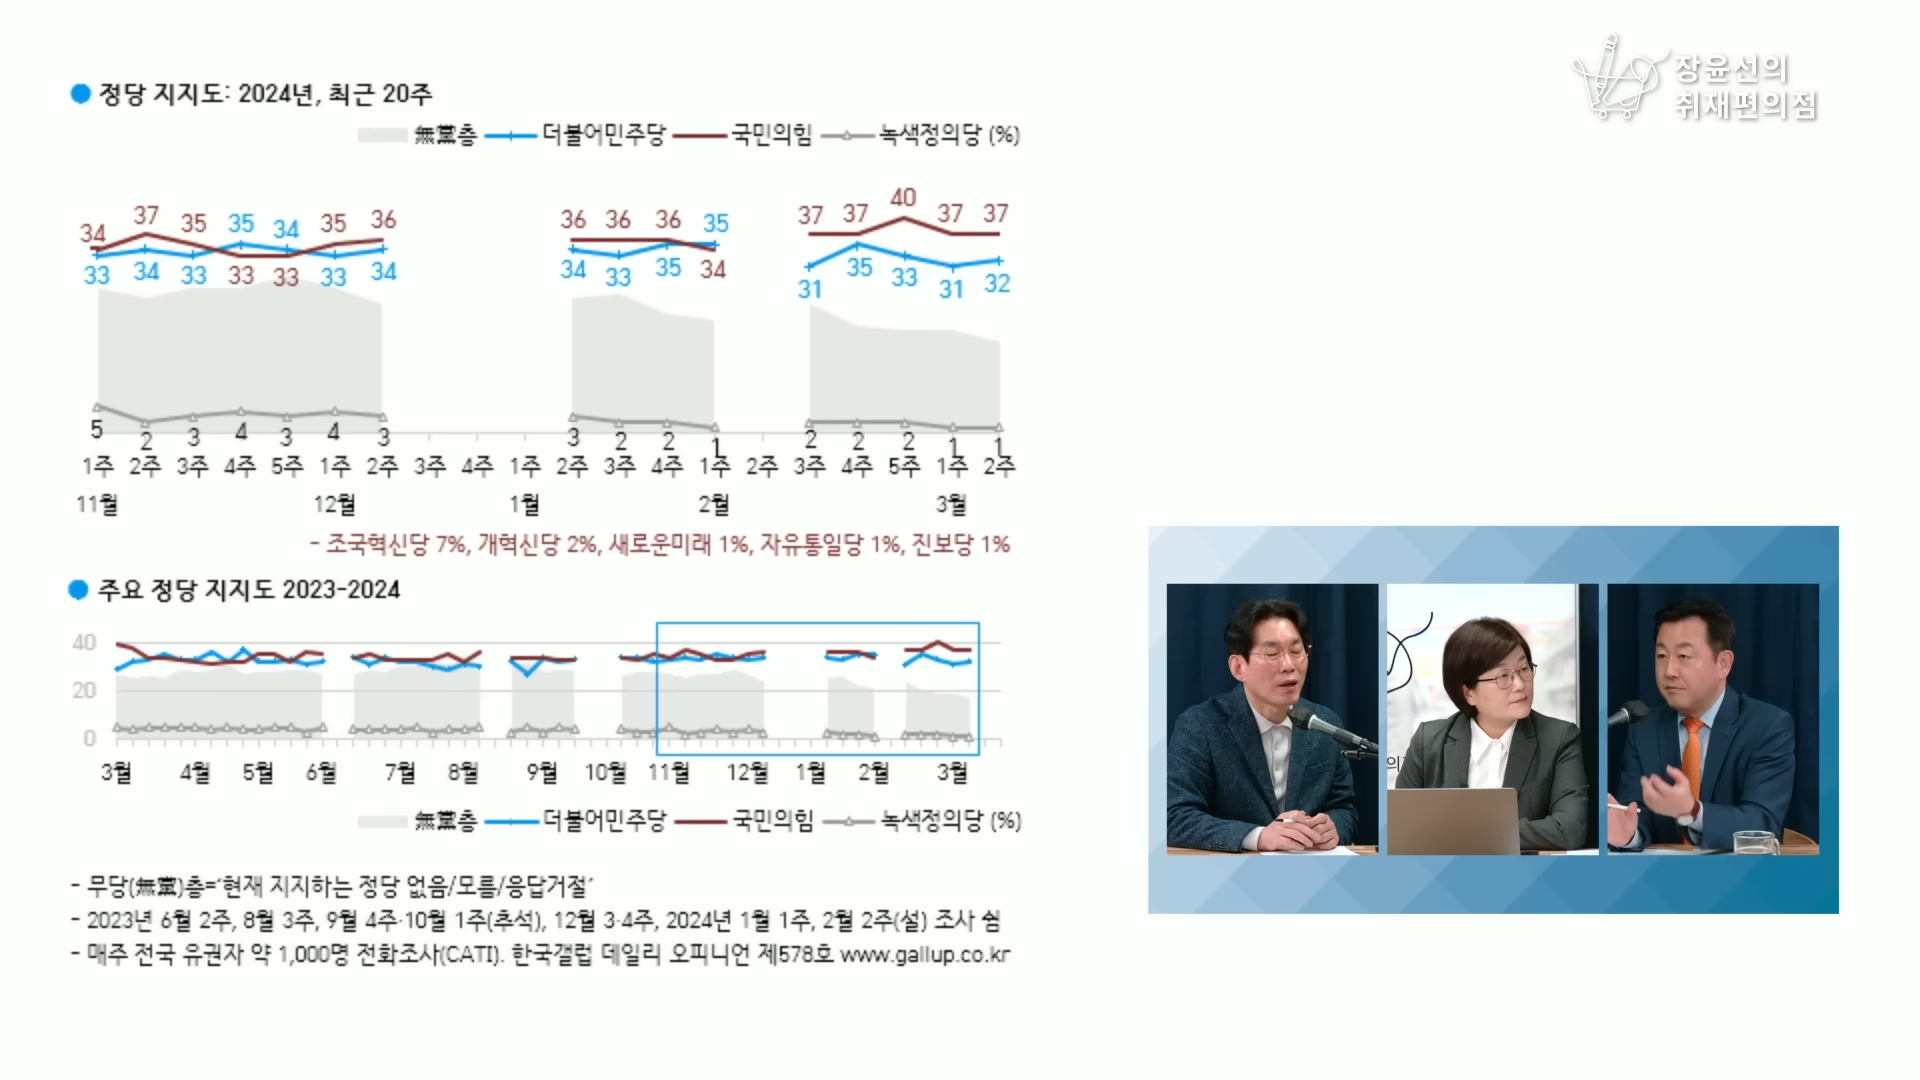 장윤선의
취재편의점
정당 지지도: 2024년, 최근 20주
無黨층 더불어민주당 국민의힘 녹색정의당 (%)
34 37 35 35 34 35 36 36 36 36 35 37 37 40 37 37
33 34 33 33 33 33 34 34 33 35 34 31 35 33 31 32
5 2 3 4 3 4 3 3 2 2 1 2 2 2 1 1
1주 2주 3주 4주 5주 1주 2주 3주 4주 1주 2주 3주 4주 1주 2주 3주 4주 5주 1주 2주
11월 12월 1월 2월 3월
- 조국혁신당 7%, 개혁신당 2%, 새로운미래 1%, 자유통일당 1%, 진보당 1%
주요 정당 지지도 2023-2024
40
20
0
3월 4월 5월 6월 7월 8월 9월 10월 11월 12월 1월 2월 3월
無黨층 더불어민주당 국민의힘 녹색정의당 (%)
- 무당(無黨)층=‘현재 지지하는 정당 없음/모름/응답거절’
- 2023년 6월 2주, 8월 3주, 9월 4주·10월 1주(추석), 12월 3·4주, 2024년 1월 1주, 2월 2주(설) 조사 쉼
- 매주 전국 유권자 약 1,000명 전화조사(CATI). 한국갤럽 데일리 오피니언 제578호 www.gallup.co.kr
의